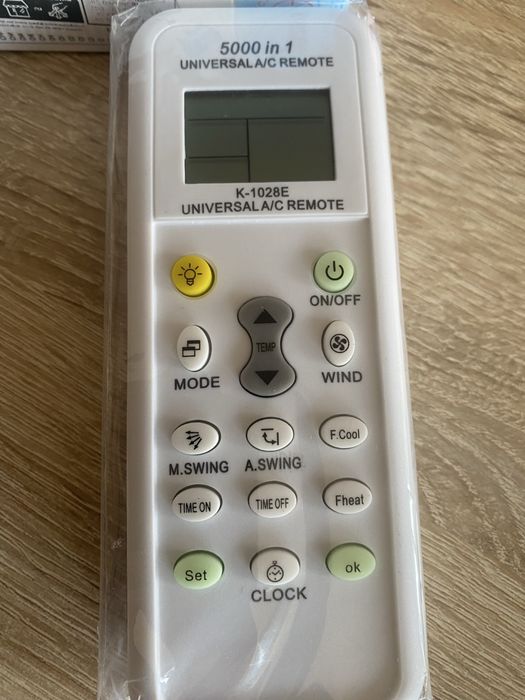 5000 in 1
UNIVERSAL A/C REMOTE
K-1028E
UNIVERSAL A/C REMOTE
ON/OFF
TEMP
MODE
WIND
F.Cool
M.SWING
A.SWING
TIME ON
TIME OFF
Fheat
Set
ok
CLOCK